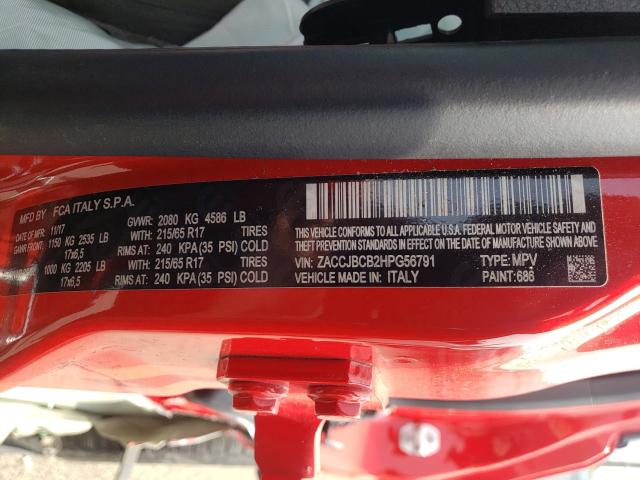 MFD BY FCA ITALY S.P.A.
DATE OF MFD 11/17 GVWR: 2080 KG 4586 LB
GAWR FRONT: 1150 KG 2535 LB WITH: 215/65 R17 TIRES
17x6,5 RIMS AT: 240 KPA(35 PSI) COLD
1000 KG 2205 LB WITH: 215/65 R17 TIRES
17x6,5 RIMS AT: 240 KPA(35 PSI) COLD
THIS VEHICLE CONFORMS TO ALL APPLICABLE U.S.A. FEDERAL MOTOR VEHICLE SAFETY,
BUMPER AND THEFT PREVENTION STANDARDS IN EFFECT ON THE DATE OF MANUFACTURE SHOWN ABOVE
VIN: ZACCJBCB2HPG56791 TYPE: MPV
VEHICLE MADE IN: ITALY PAINT:686